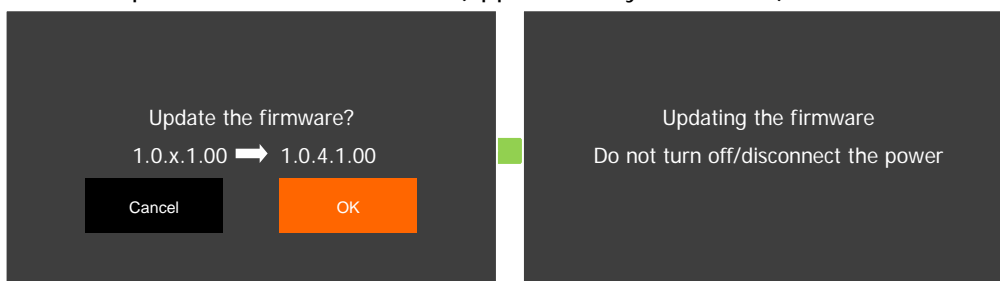 Update the firmware?
1.0.x.1.00 1.0.4.1.00
Cancel
OK
Updating the firmware
Do not turn off/disconnect the power